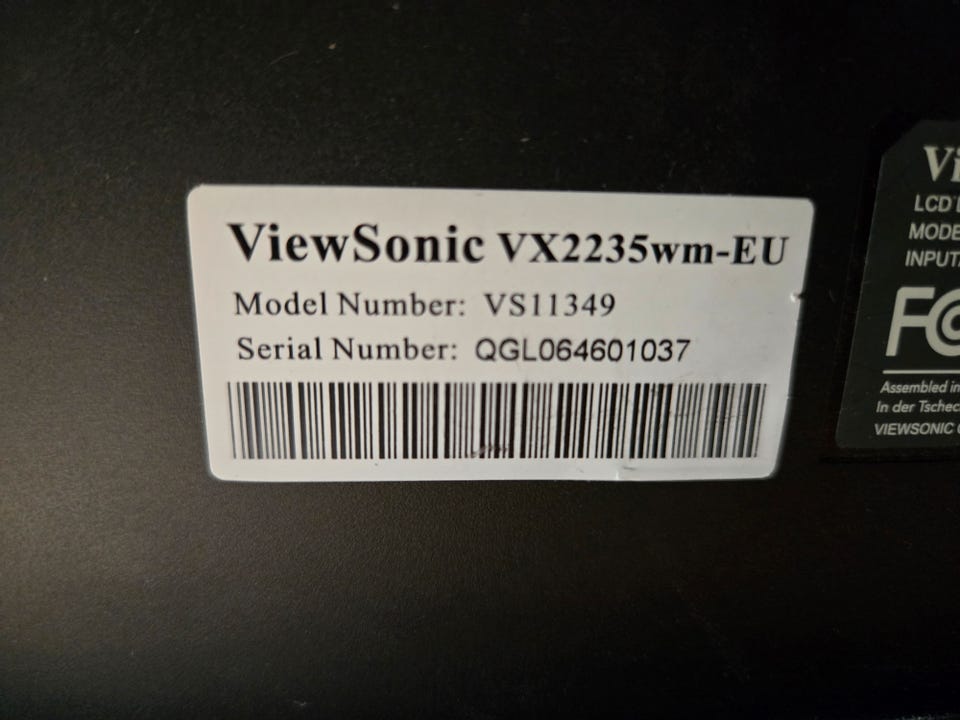 ViewSonic VX2235wm-EU
Model Number: VS11349
Serial Number: QGL064601037
LCD
MODE
INPUT
FC
Assembled in
In der Tschec
VIEWSONIC